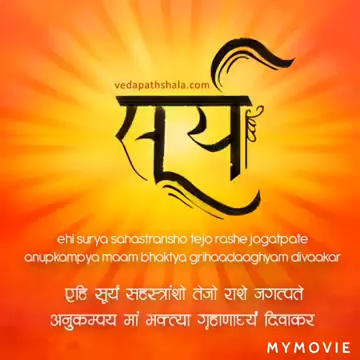 vedapathshala.com
सूर्य
ehi surya sahastransho tejo rashe jagatpate
anupkampya maam bhaktya grihaadaaghyam divaakar
एहि सूर्य सहस्त्रांशो तेजो राशे जगत्पते
अनुकम्पय मां भक्त्या गृहाणार्घ्य दिवाकर
MYMOVIE